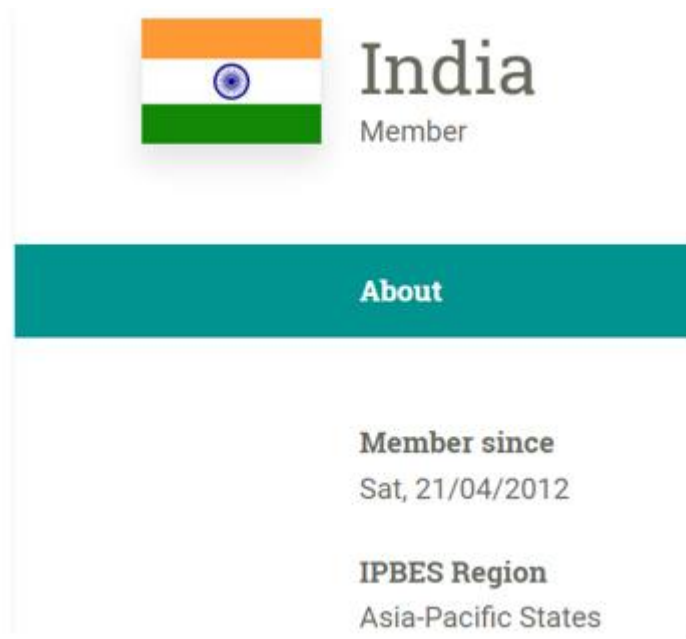 India
Member
About
Member since
Sat, 21/04/2012
IPBES Region
Asia-Pacific States